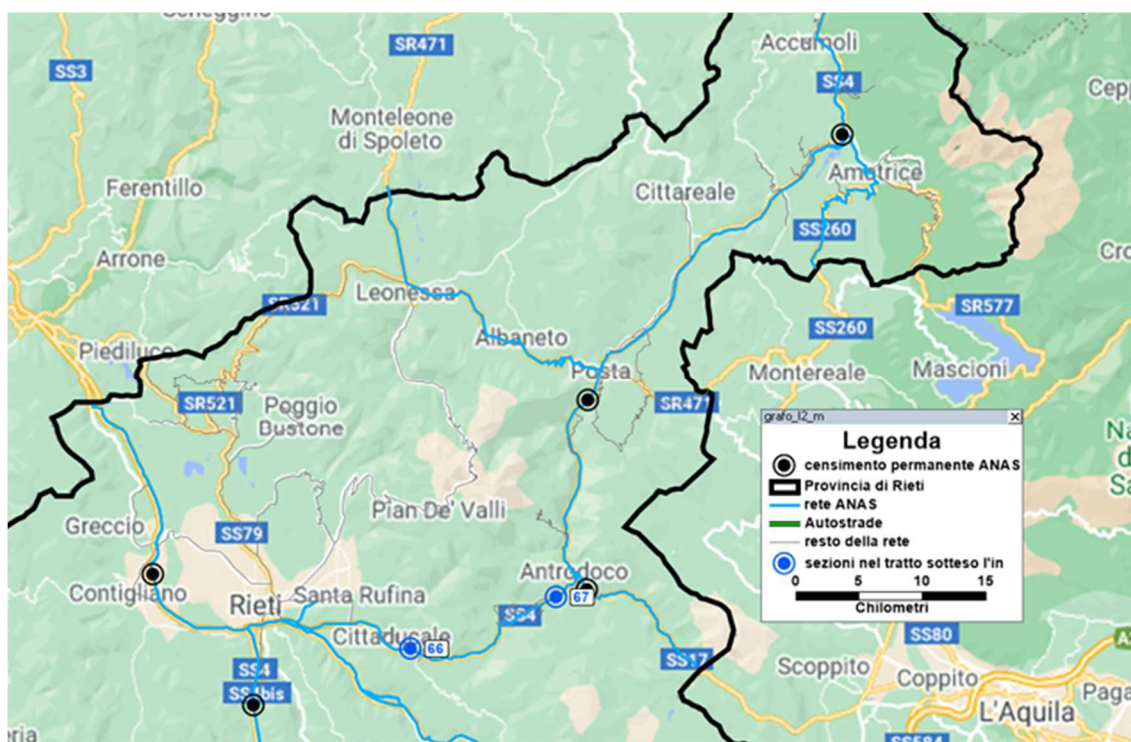 Accumoli
SR471
SS3
SS4
Monteleone
di Spoleto
Ferentillo
Cittareale
Amatrice
SS260
Arrone
Leonessa
SR521
SR577
SS260
Albaneto
Piediluco
Posta
Montereale
Mascioni
SR521
Poggio
Bustone
SR471
grafo_l2_m
Legenda
censimento permanente ANAS
Provincia di Rieti
rete ANAS
Autostrade
resto della rete
sezioni nel tratto sotteso l'in
0 5 10 15
Chilometri
Greccio
Pian De' Valli
SS79
Antrodoco
Contigliano
Rieti
Santa Rufina
67
SS4
Cittaducale
66
SS80
SS17
Scoppito
Coppito
SS4
SS4bis
L'Aquila
SS584